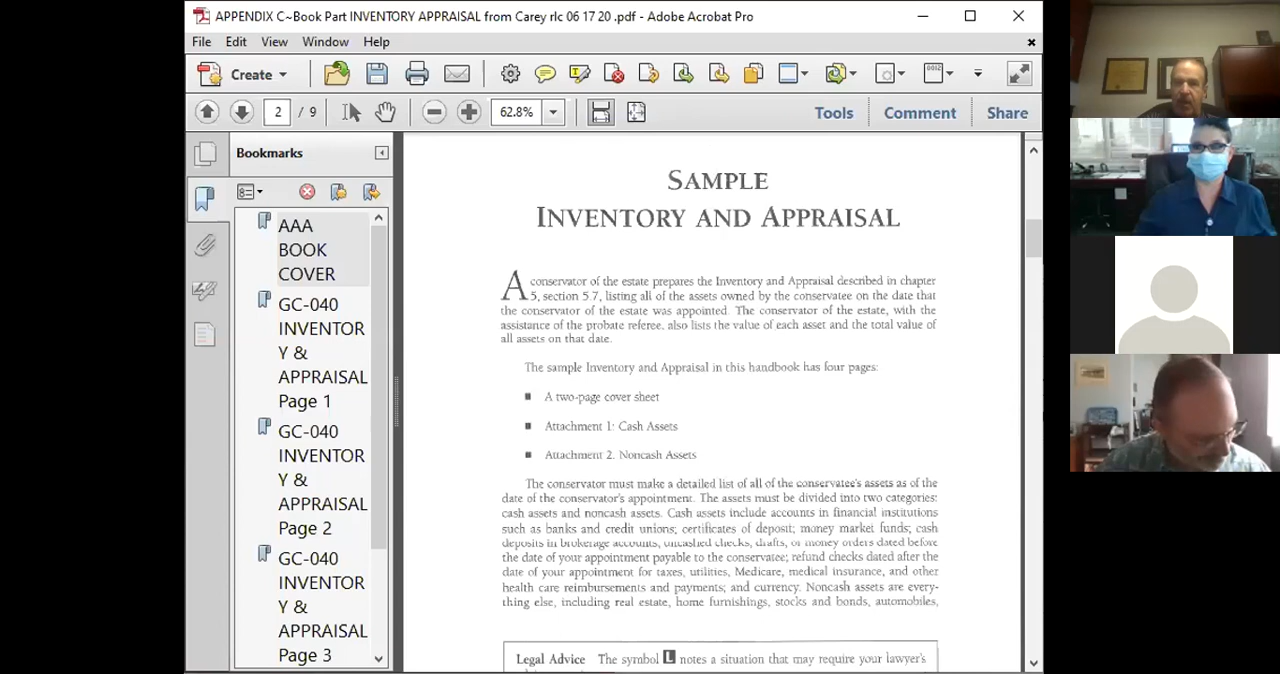 APPENDIX C~Book Part INVENTORY APPRAISAL from Carey rlc 06 17 20 .pdf - Adobe Acrobat Pro
File Edit View Window Help
Create
2 / 9
62.8%
Tools
Comment
Share
Bookmarks
AAA
BOOK
COVER
GC-040
INVENTOR
Y &
APPRAISAL
Page 1
GC-040
INVENTOR
Y &
APPRAISAL
Page 2
GC-040
INVENTOR
Y &
APPRAISAL
Page 3
SAMPLE
INVENTORY AND APPRAISAL
A conservator of the estate prepares the Inventory and Appraisal described in chapter
5, section 5.7, listing all of the assets owned by the conservatee on the date that
the conservator of the estate was appointed. The conservator of the estate, with the
assistance of the probate referee, also lists the value of each asset and the total value of
all assets on that date.
The sample Inventory and Appraisal in this handbook has four pages:
■ A two-page cover sheet
■ Attachment 1: Cash Assets
■ Attachment 2. Noncash Assets
The conservator must make a detailed list of all of the conservatee's assets as of the
date of the conservator's appointment. The assets must be divided into two categories:
cash assets and noncash assets. Cash assets include accounts in financial institutions
such as banks and credit unions; certificates of deposit; money market funds; cash
deposits in brokerage accounts, uncashed checks, drafts, or money orders dated before
the date of your appointment payable to the conservatee; refund checks dated after the
date of your appointment for taxes, utilities, Medicare, medical insurance, and other
health care reimbursements and payments; and currency. Noncash assets are every-
thing else, including real estate, home furnishings, stocks and bonds, automobiles,
Legal Advice The symbol L notes a situation that may require your lawyer's